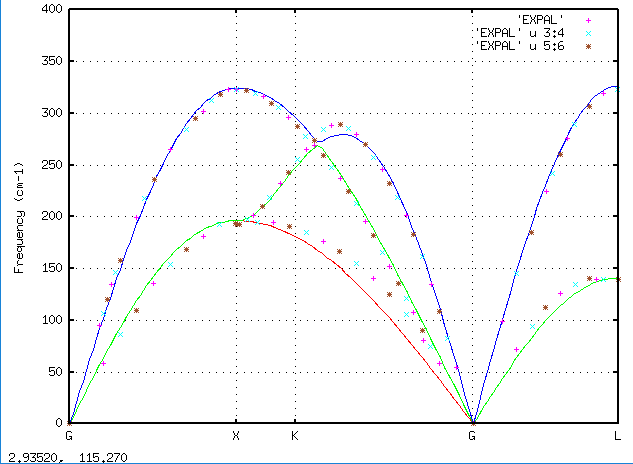 400
'EXPAL'
'EXPAL' u 3:4
'EXPAL' u 5:6
350
300
250
200
150
100
50
0
Frequency (cm-1)
G X K G L
2.93520, 115.270